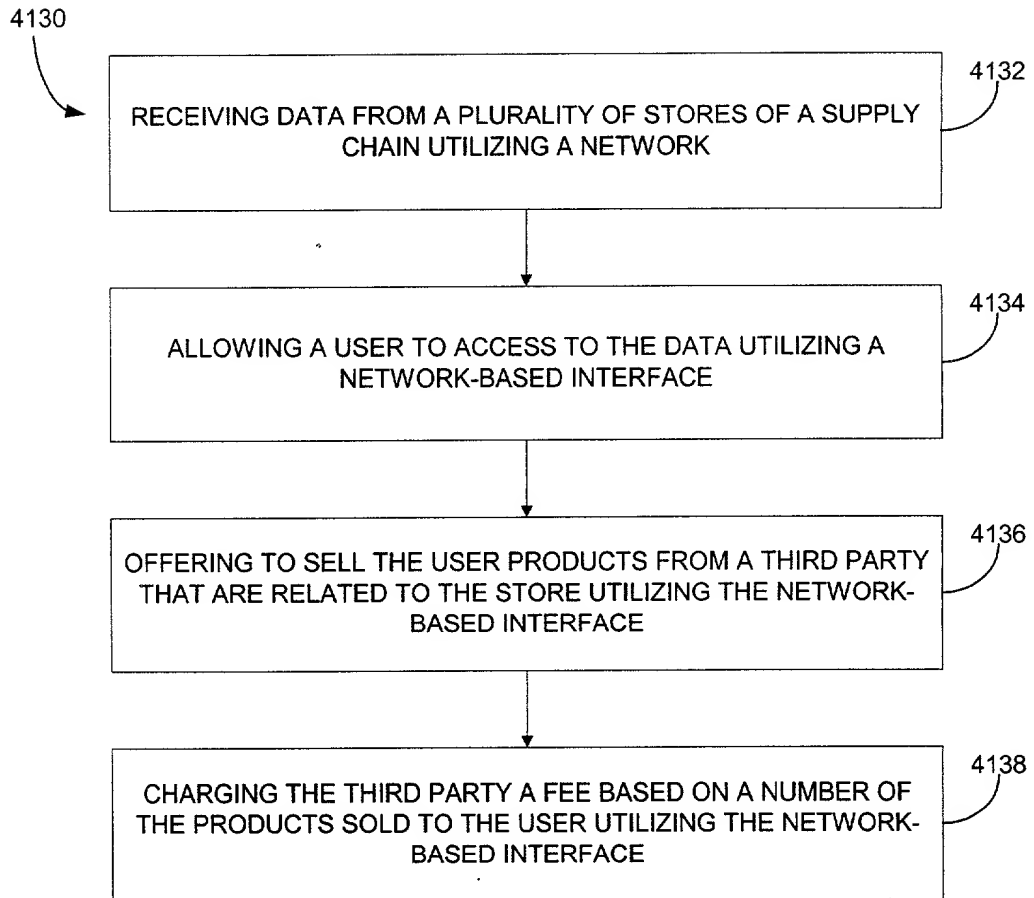 4130
4132
RECEIVING DATA FROM A PLURALITY OF STORES OF A SUPPLY
CHAIN UTILIZING A NETWORK
4134
ALLOWING A USER TO ACCESS TO THE DATA UTILIZING A
NETWORK-BASED INTERFACE
4136
OFFERING TO SELL THE USER PRODUCTS FROM A THIRD PARTY
THAT ARE RELATED TO THE STORE UTILIZING THE NETWORK-
BASED INTERFACE
4138
CHARGING THE THIRD PARTY A FEE BASED ON A NUMBER OF
THE PRODUCTS SOLD TO THE USER UTILIZING THE NETWORK-
BASED INTERFACE